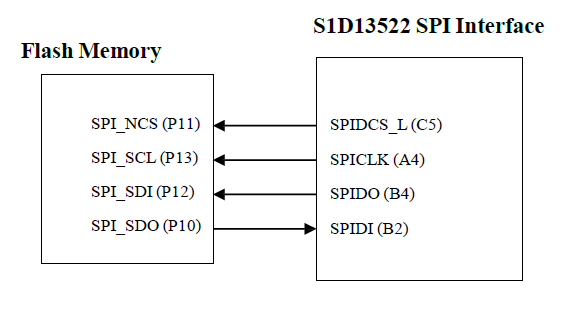 S1D13522 SPI Interface
Flash Memory
SPI_NCS (P11)
SPIDCS_L (C5)
SPI_SCL (P13)
SPICLK (A4)
SPI_SDI (P12)
SPIDO (B4)
SPI_SDO (P10)
SPIDI (B2)